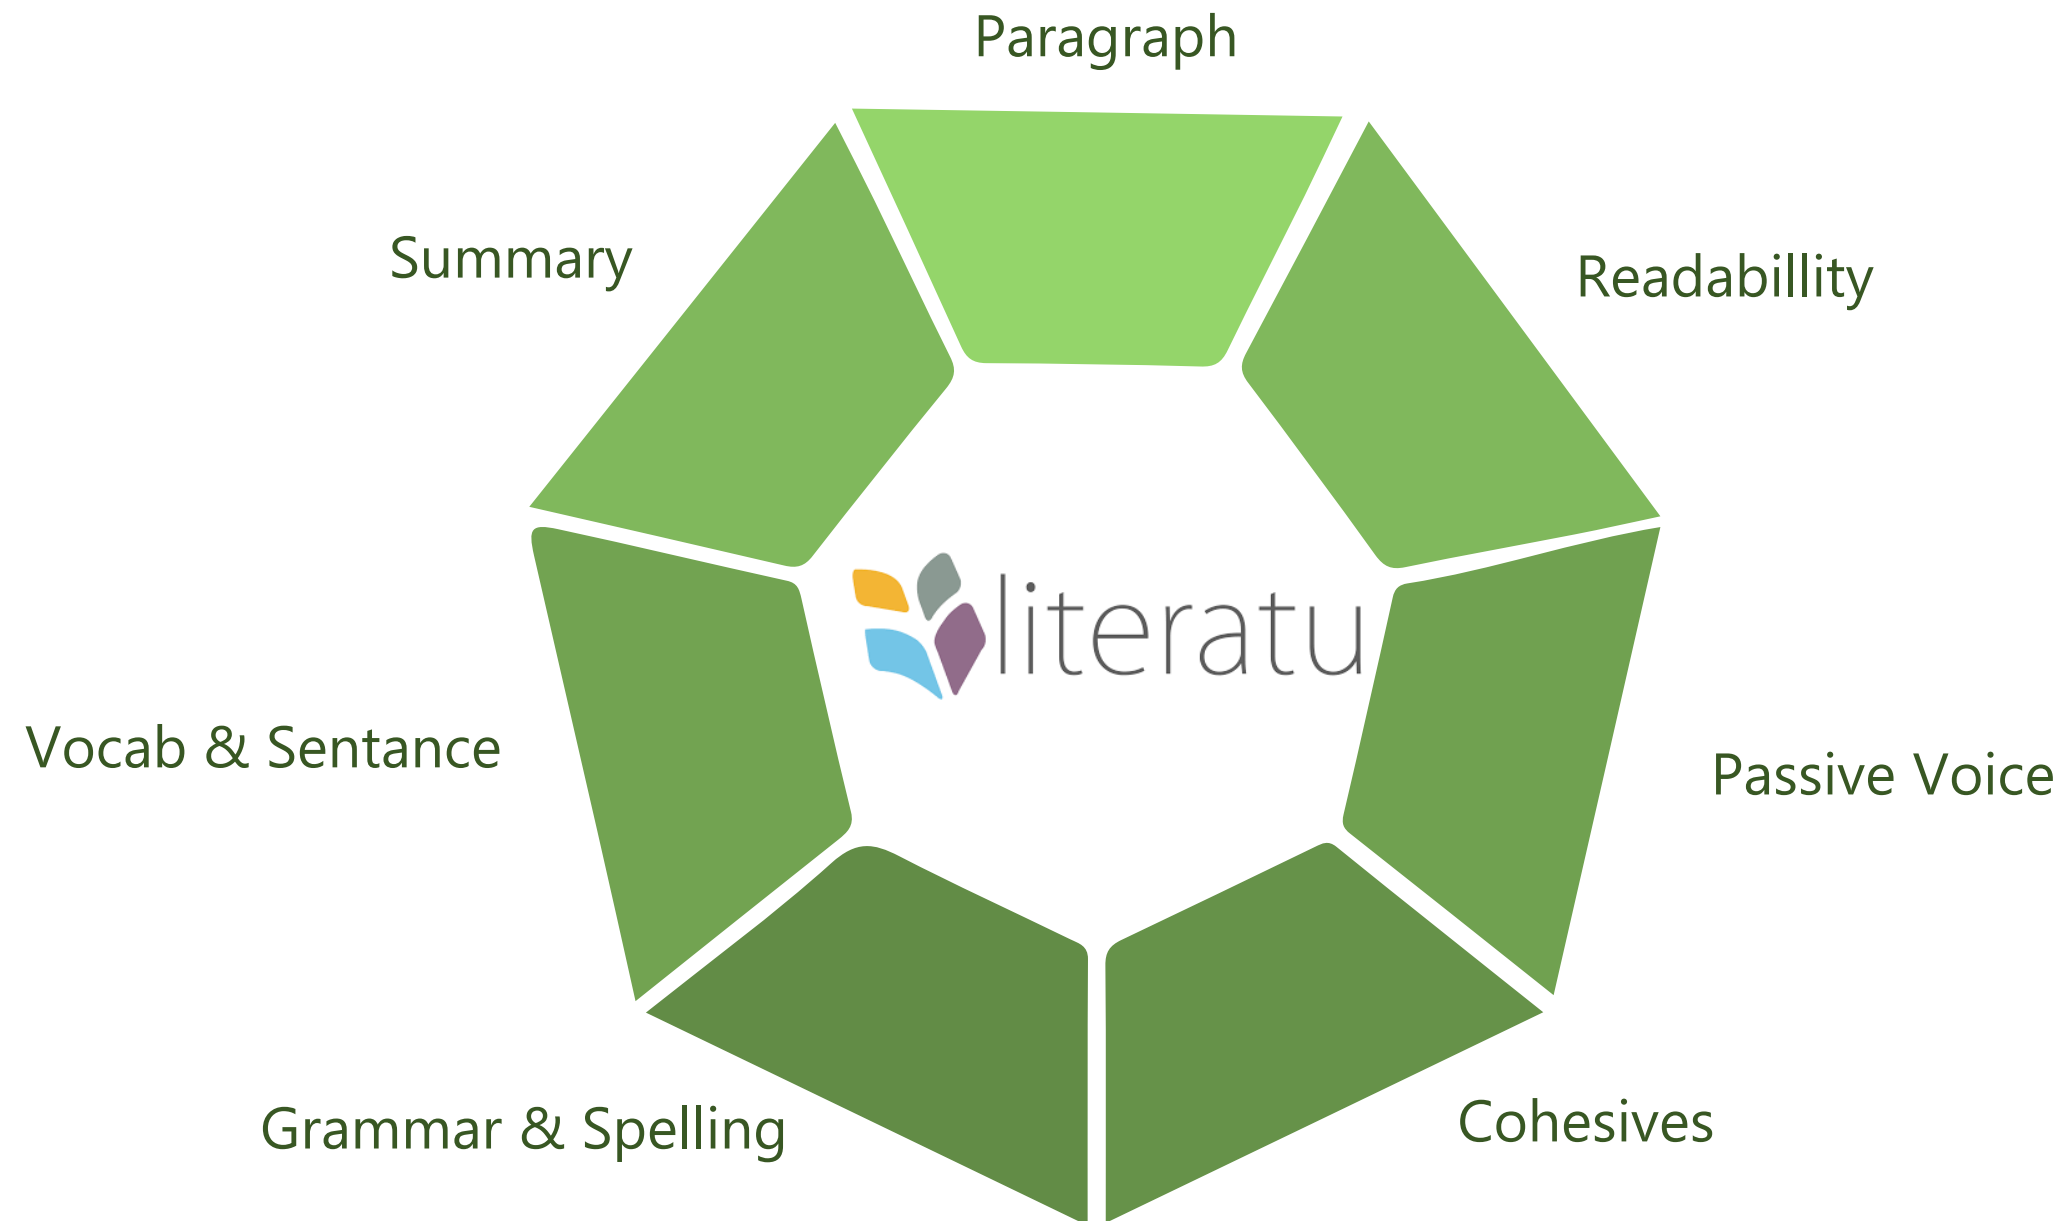 Paragraph
Summary
Readabillity
literatu
Vocab & Sentance
Passive Voice
Grammar & Spelling
Cohesives